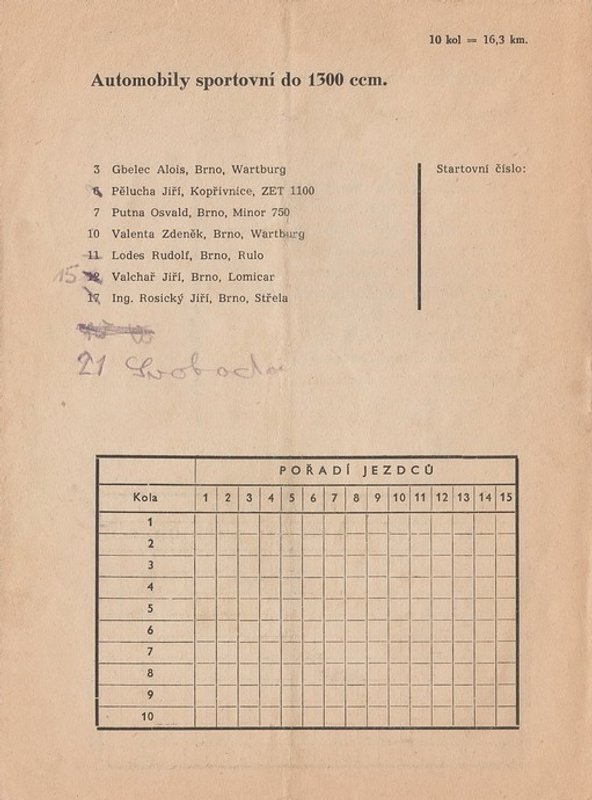 10 kol = 16,3 km.
Automobily sportovní do 1300 ccm.
3 Gbelec Alois, Brno, Wartburg
6 Pělucha Jiří, Kopřivnice, ZET 1100
7 Putna Osvald, Brno, Minor 750
10 Valenta Zdeněk, Brno, Wartburg
11 Lodes Rudolf, Brno, Rulo
15 12 Valchař Jiří, Brno, Lomicar
17 Ing. Rosický Jiří, Brno, Střela
21 Svoboda
Startovní číslo:
POŘADÍ JEZDCŮ
Kola 1 2 3 4 5 6 7 8 9 10 11 12 13 14 15
1
2
3
4
5
6
7
8
9
10